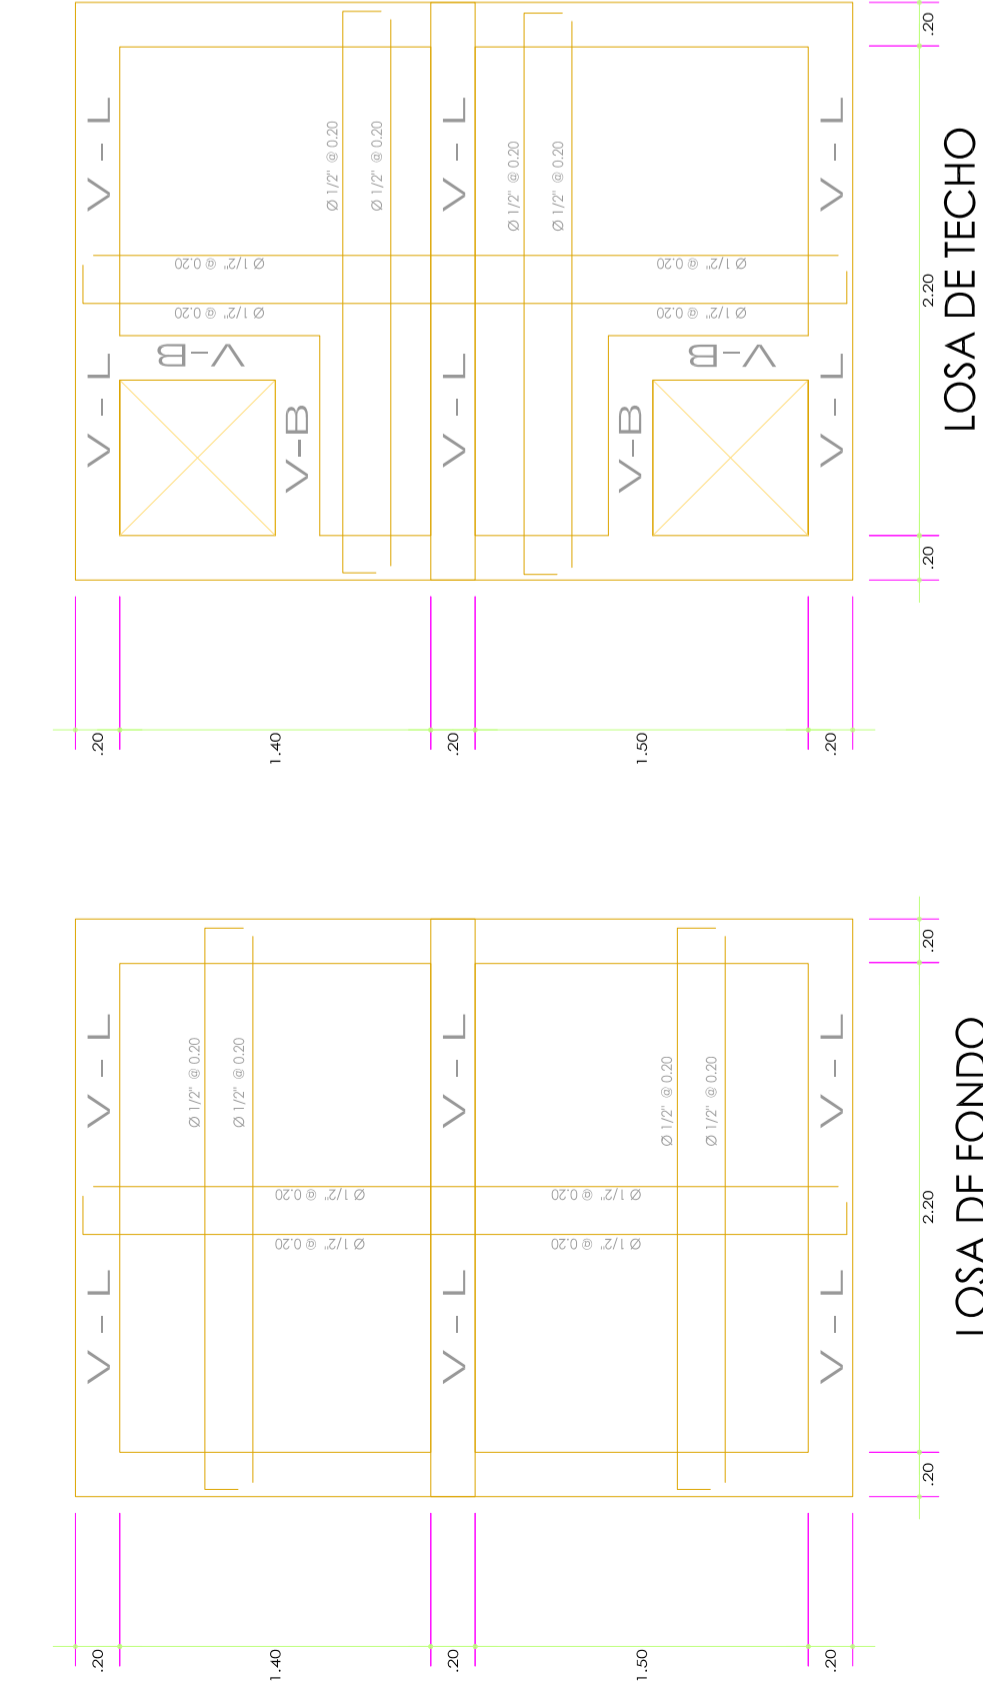 V - L
V - L
V - L
Ø 1/2" @ 0.20
Ø 1/2" @ 0.20
Ø 1/2" @ 0.20
Ø 1/2" @ 0.20
Ø 1/2" @ 0.20
Ø 1/2" @ 0.20
Ø 1/2" @ 0.20
Ø 1/2" @ 0.20
V-B
V-B
V - L
V - L
V - L
V-B
V-B
.20
2.20
.20
LOSA DE TECHO
.20
1.40
.20
1.50
.20
V - L
V - L
V - L
Ø 1/2" @ 0.20
Ø 1/2" @ 0.20
Ø 1/2" @ 0.20
Ø 1/2" @ 0.20
Ø 1/2" @ 0.20
Ø 1/2" @ 0.20
Ø 1/2" @ 0.20
Ø 1/2" @ 0.20
V - L
V - L
V - L
.20
2.20
.20
LOSA DE FONDO
.20
1.40
.20
1.50
.20